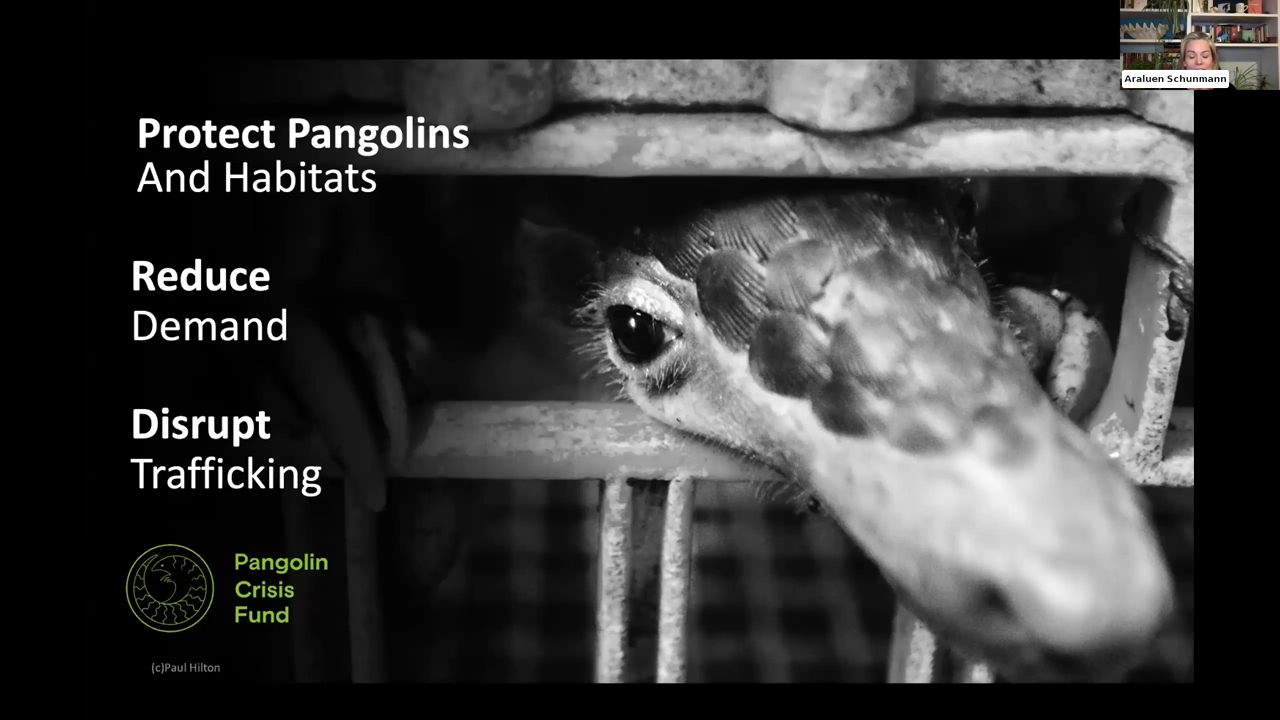 Araluen Schunmann
Protect Pangolins
And Habitats
Reduce
Demand
Disrupt
Trafficking
Pangolin
Crisis
Fund
(c)Paul Hilton